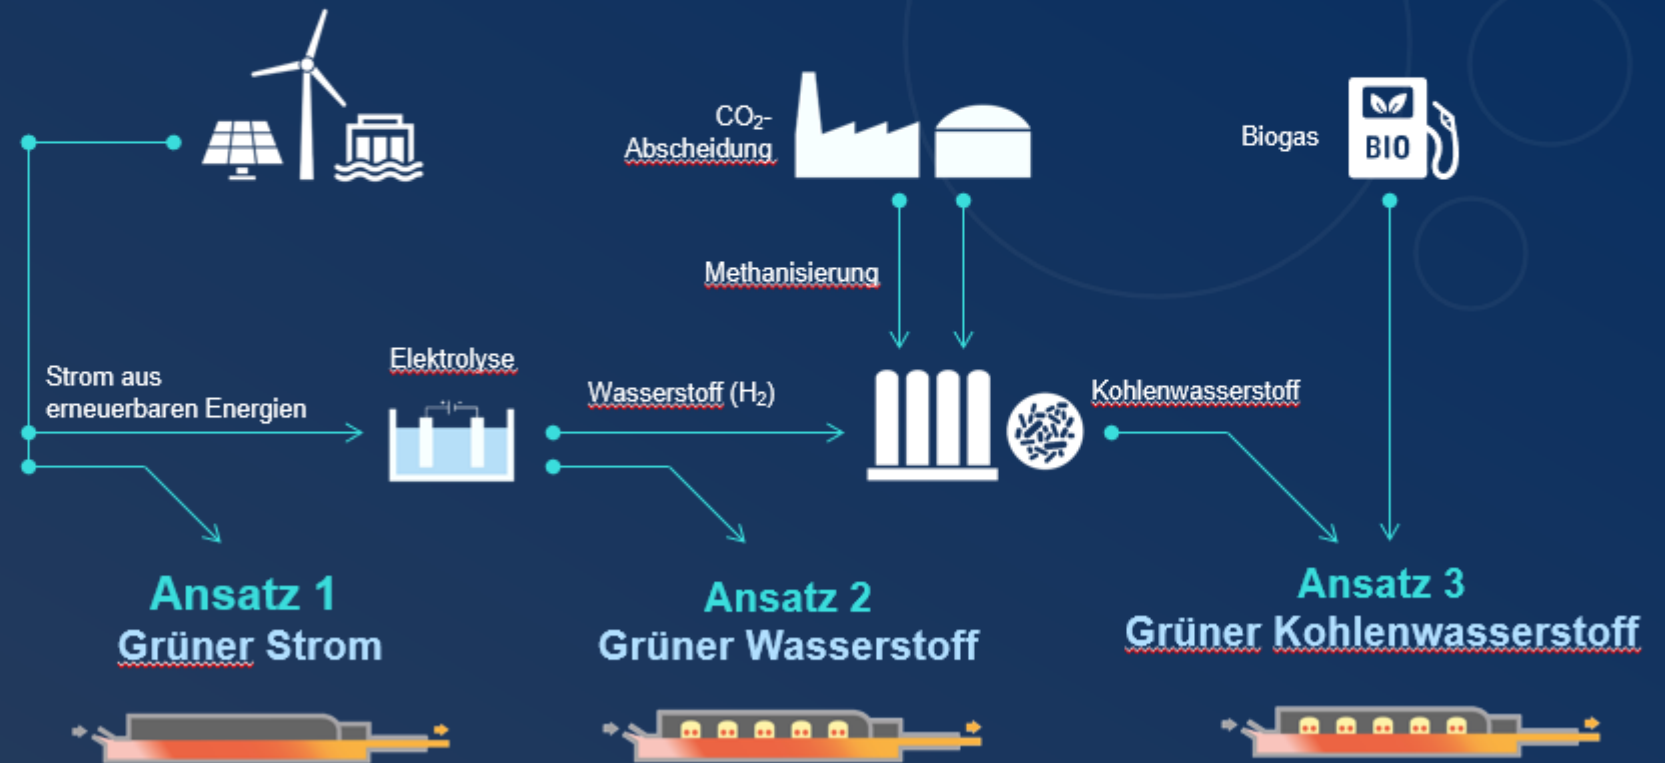 CO₂-
Abscheidung
Biogas
BIO
Methanisierung
Strom aus
erneuerbaren Energien
Elektrolyse
Wasserstoff (H₂)
Kohlenwasserstoff
Ansatz 1
Grüner Strom
Ansatz 2
Grüner Wasserstoff
Ansatz 3
Grüner Kohlenwasserstoff